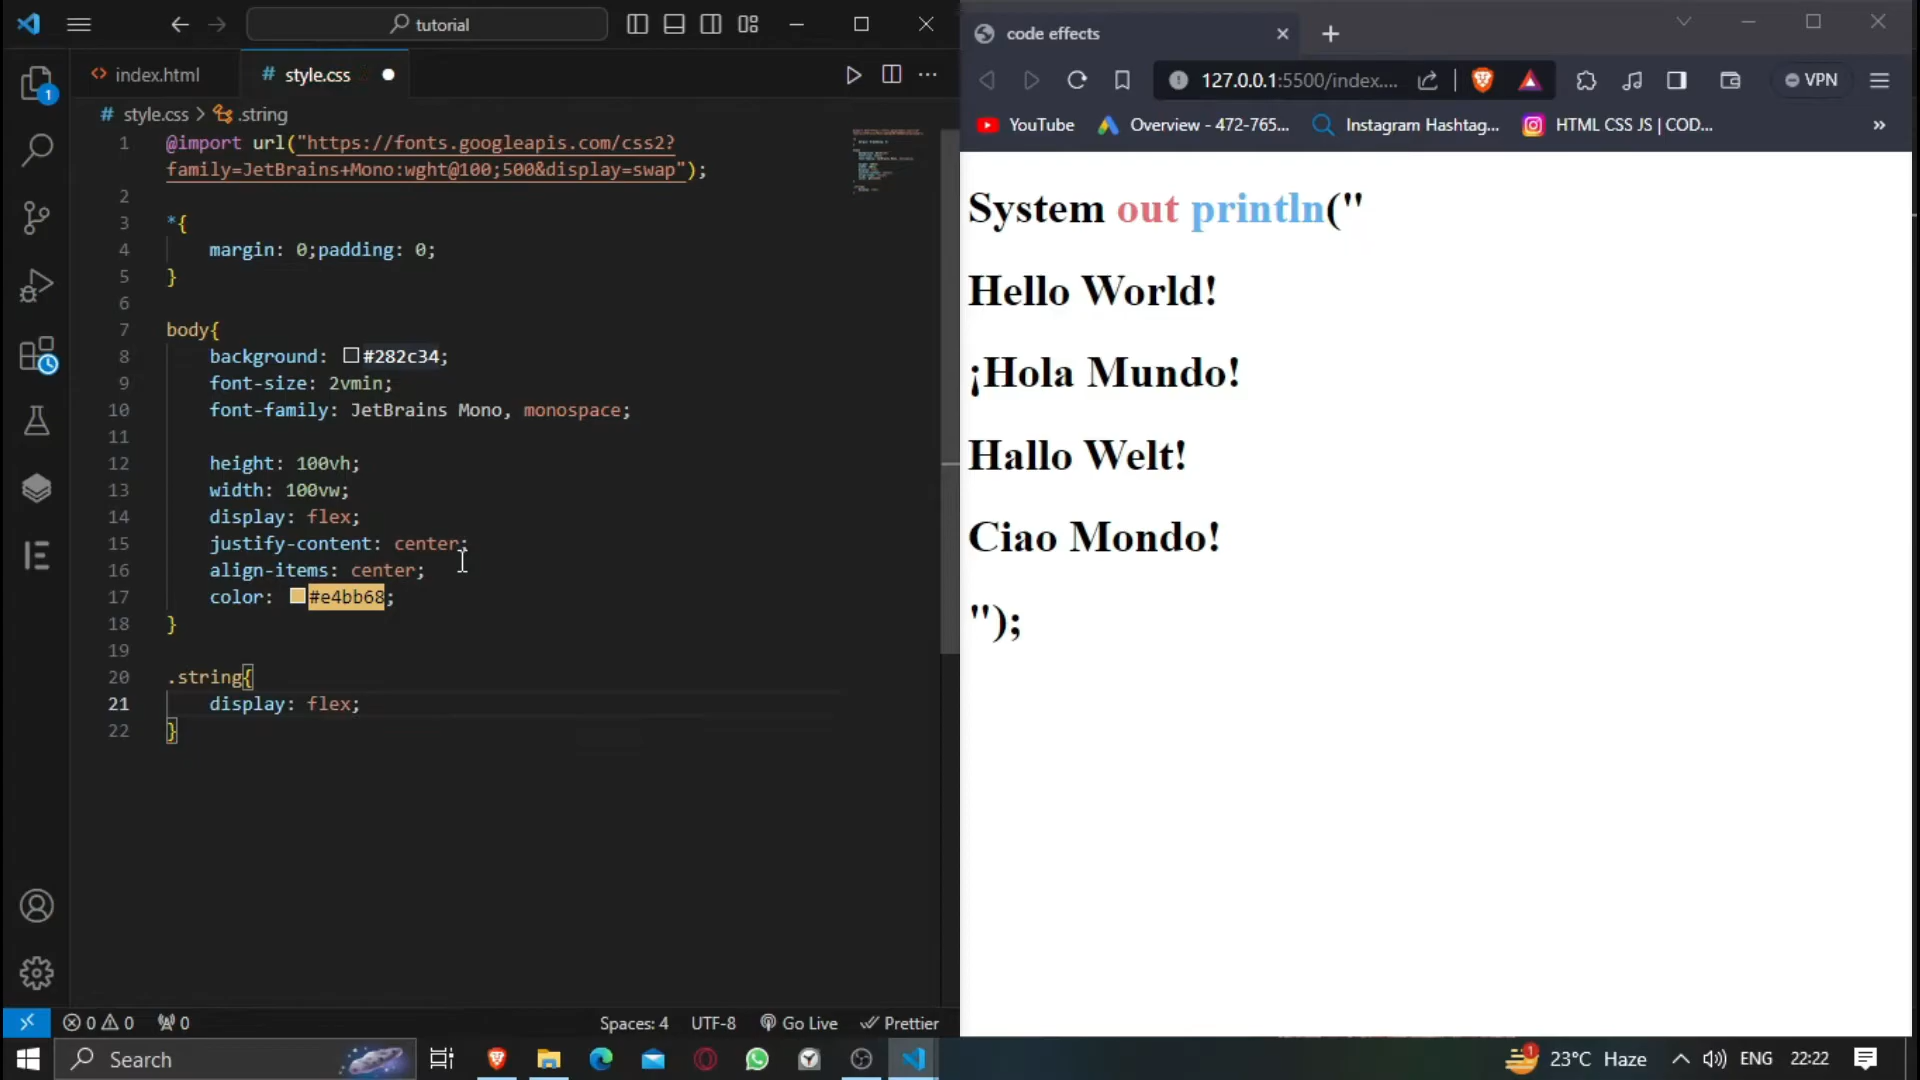 tutorial
index.html
# style.css
# style.css > .string
1 @import url("https://fonts.googleapis.com/css2?
family=JetBrains+Mono:wght@100;500&display=swap");
2
3 *{
4 margin: 0;padding: 0;
5 }
6
7 body{
8 background: #282c34;
9 font-size: 2vmin;
10 font-family: JetBrains Mono, monospace;
11
12 height: 100vh;
13 width: 100vw;
14 display: flex;
15 justify-content: center;
16 align-items: center;
17 color: #e4bb68;
18 }
19
20 .string{
21 display: flex;
22 }
1
0 0 0
Spaces: 4 UTF-8 Go Live Prettier
code effects
127.0.0.1:5500/index.... VPN
YouTube Overview - 472-765... Instagram Hashtag... HTML CSS JS | COD... »
System out println("
Hello World!
¡Hola Mundo!
Hallo Welt!
Ciao Mondo!
");
Search
1 23°C Haze ENG 22:22